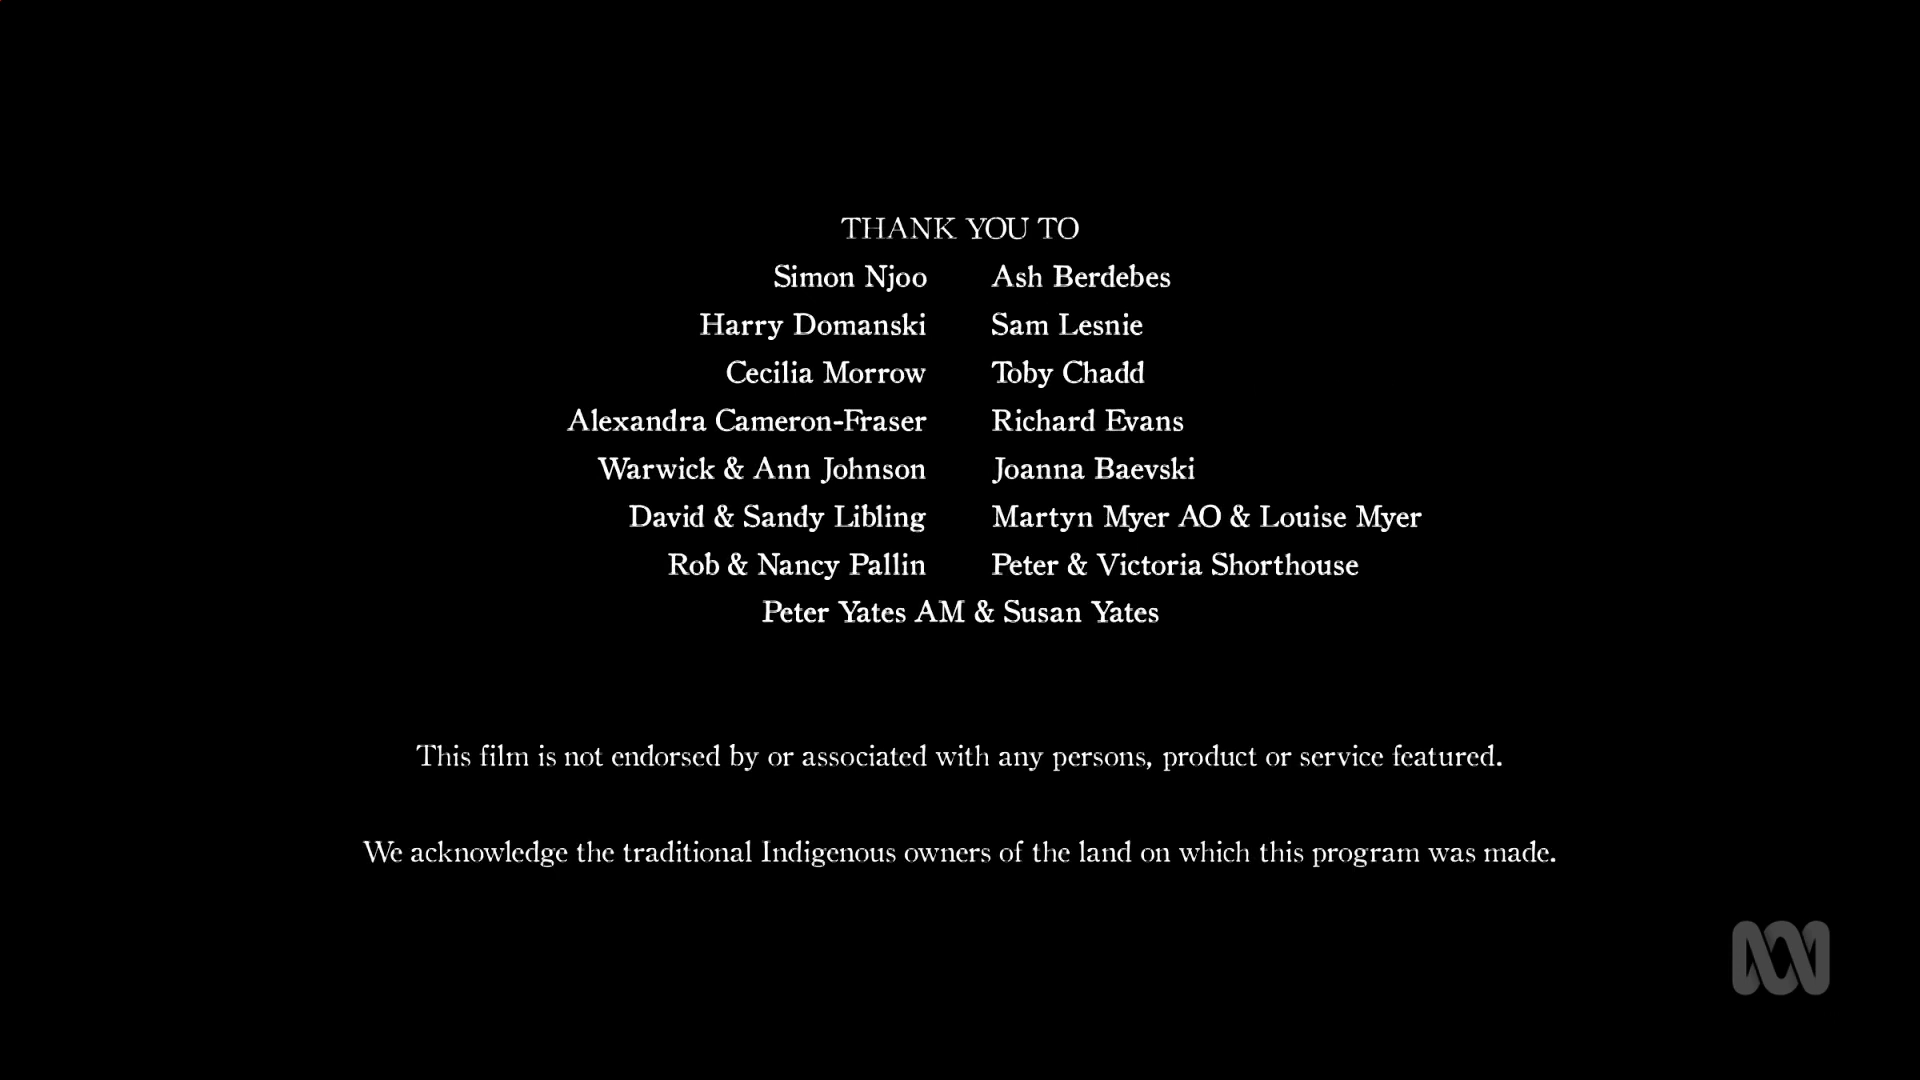 THANK YOU TO
Simon Njoo Ash Berdebes
Harry Domanski Sam Lesnie
Cecilia Morrow Toby Chadd
Alexandra Cameron-Fraser Richard Evans
Warwick & Ann Johnson Joanna Baevski
David & Sandy Libling Martyn Myer AO & Louise Myer
Rob & Nancy Pallin Peter & Victoria Shorthouse
Peter Yates AM & Susan Yates
This film is not endorsed by or associated with any persons, product or service featured.
We acknowledge the traditional Indigenous owners of the land on which this program was made.